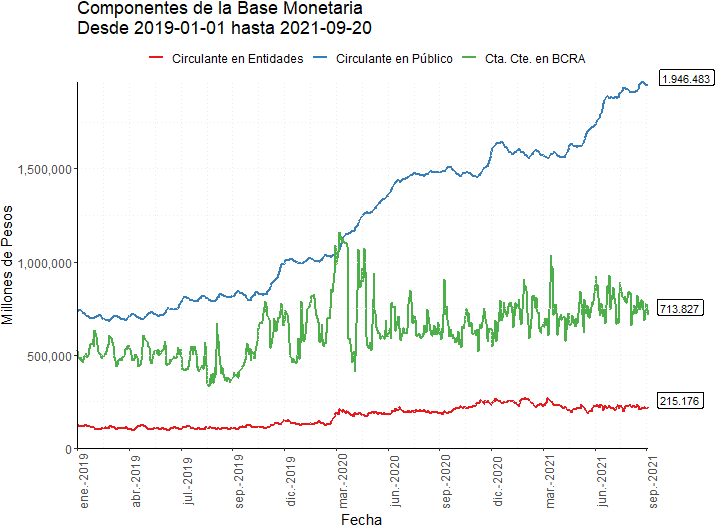 Componentes de la Base Monetaria
Desde 2019-01-01 hasta 2021-09-20
Circulante en Entidades Circulante en Público Cta. Cte. en BCRA
Millones de Pesos
1,500,000
1,000,000
500,000
0
1.946.483
713.827
215.176
ene.-2019
abr.-2019
jul.-2019
sep.-2019
dic.-2019
mar.-2020
jun.-2020
sep.-2020
dic.-2020
mar.-2021
jun.-2021
sep.-2021
Fecha